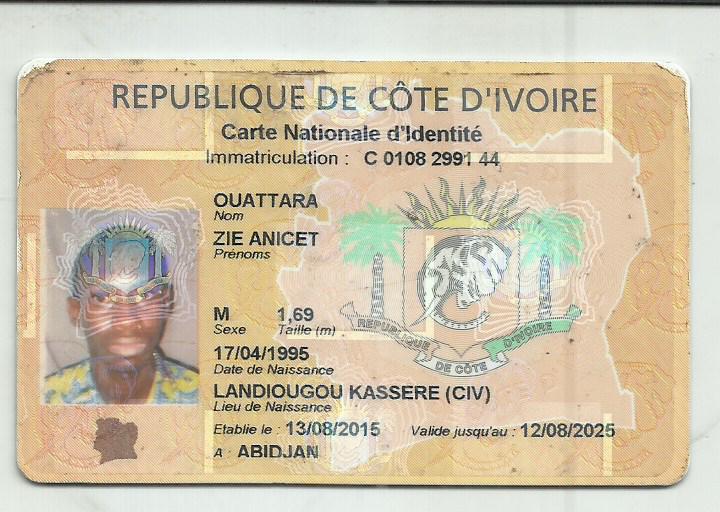 REPUBLIQUE DE CÔTE D'IVOIRE
Carte Nationale d'Identité
Immatriculation : C 0108 2991 44
OUATTARA
Nom
ZIE ANICET
Prénoms
M 1,69
Sexe Taille (m)
17/04/1995
Date de Naissance
LANDIOUGOU KASSERE (CIV)
Lieu de Naissance
Etablie le : 13/08/2015 Valide jusqu'au : 12/08/2025
A : ABIDJAN
REPUBLIQUE DE CÔTE D'IVOIRE